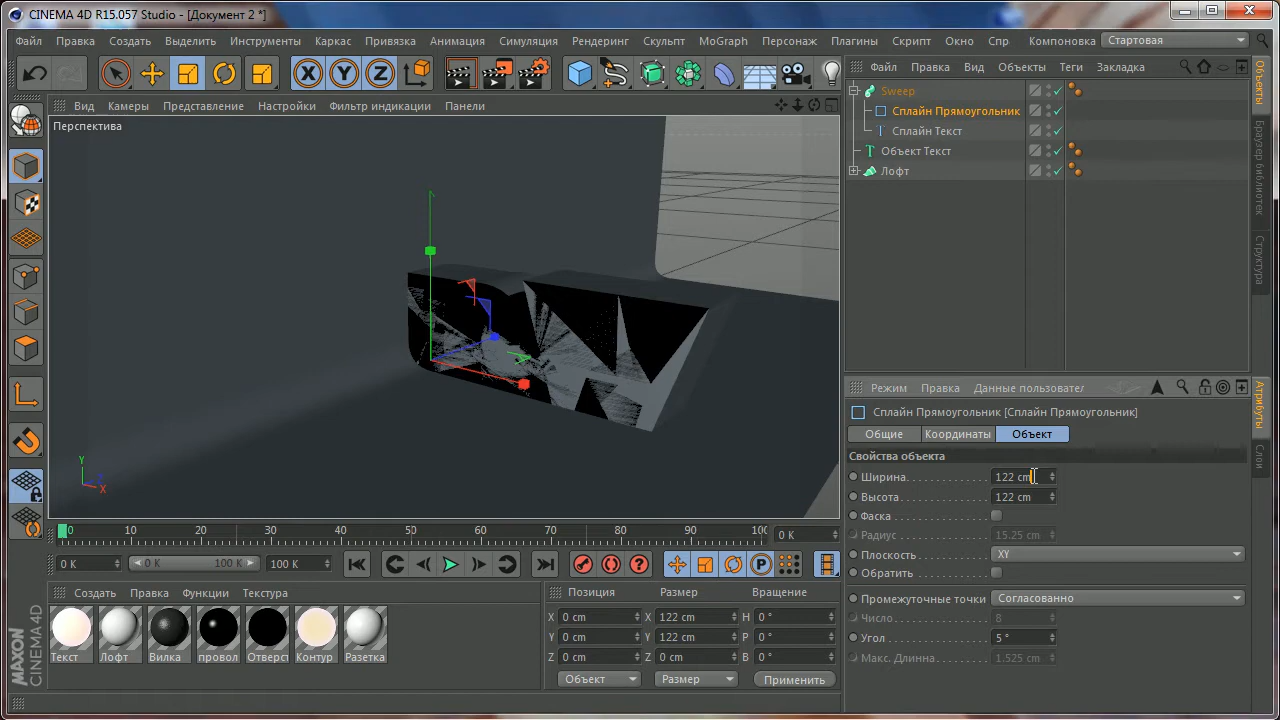 CINEMA 4D R15.057 Studio - [Документ 2 *]
Файл Правка Создать Выделить Инструменты Каркас Привязка Анимация Симуляция Рендеринг Скульпт MoGraph Персонаж Плагины Скрипт Окно Спр Компоновка Стартовая
X Y Z
Файл Правка Вид Объекты Теги Закладка
Sweep
Сплайн Прямоугольник
Сплайн Текст
Объект Текст
Лофт
Объекты
Браузер библиотек
Структура
Вид Камеры Представление Настройки Фильтр индикации Панели
Перспектива
Y
X
Режим Правка Данные пользовател
Сплайн Прямоугольник [Сплайн Прямоугольник]
Общие Координаты Объект
Свойства объекта
Ширина 122 cm
Высота 122 cm
Фаска
Радиус 15.25 cm
Плоскость XY
Обратить
Промежуточные точки Согласованно
Число 8
Угол 5 °
Макс. Длинна 1.525 cm
Атрибуты
Слои
0 10 20 30 40 50 60 70 80 90 100 0 K
0 K 0 K 100 K 100 K
P
Создать Правка Функции Текстура
Текст Лофт Вилка провол Отверст Контур Разетка
Позиция Размер Вращение
X 0 cm X 122 cm H 0 °
Y 0 cm Y 122 cm P 0 °
Z 0 cm Z 0 cm B 0 °
Объект Размер Применить
MAXON
CINEMA 4D